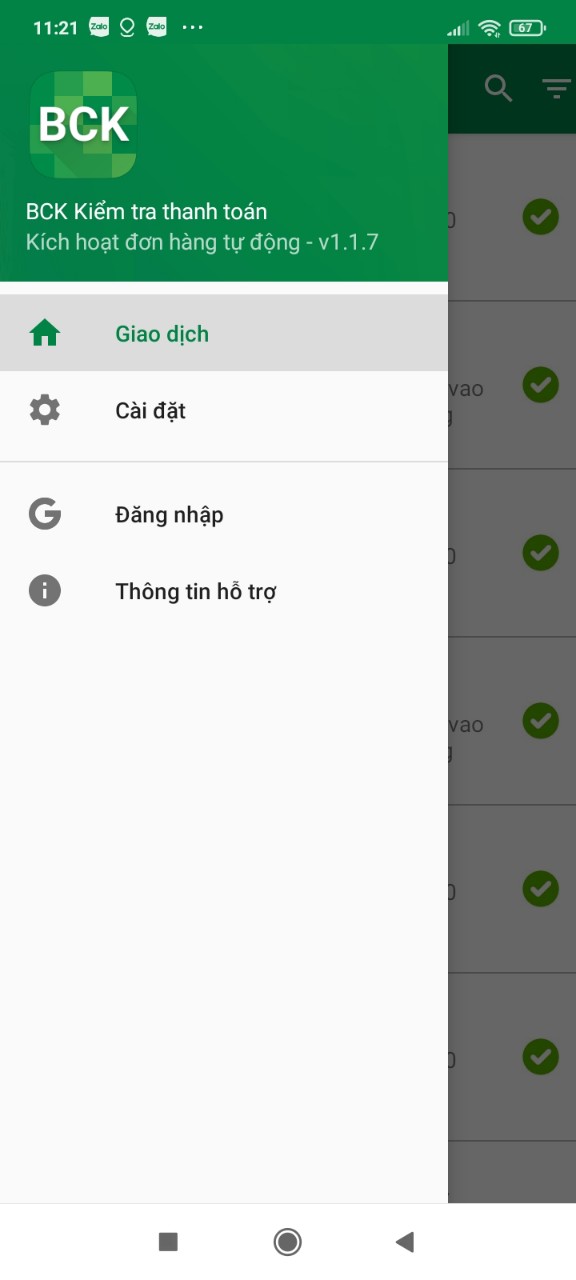 11:21 Zalo Zalo ... 67
BCK
BCK Kiểm tra thanh toán
Kích hoạt đơn hàng tự động - v1.1.7
Giao dịch
Cài đặt
Đăng nhập
Thông tin hỗ trợ
0
vao
g
0
vao
g
0
0